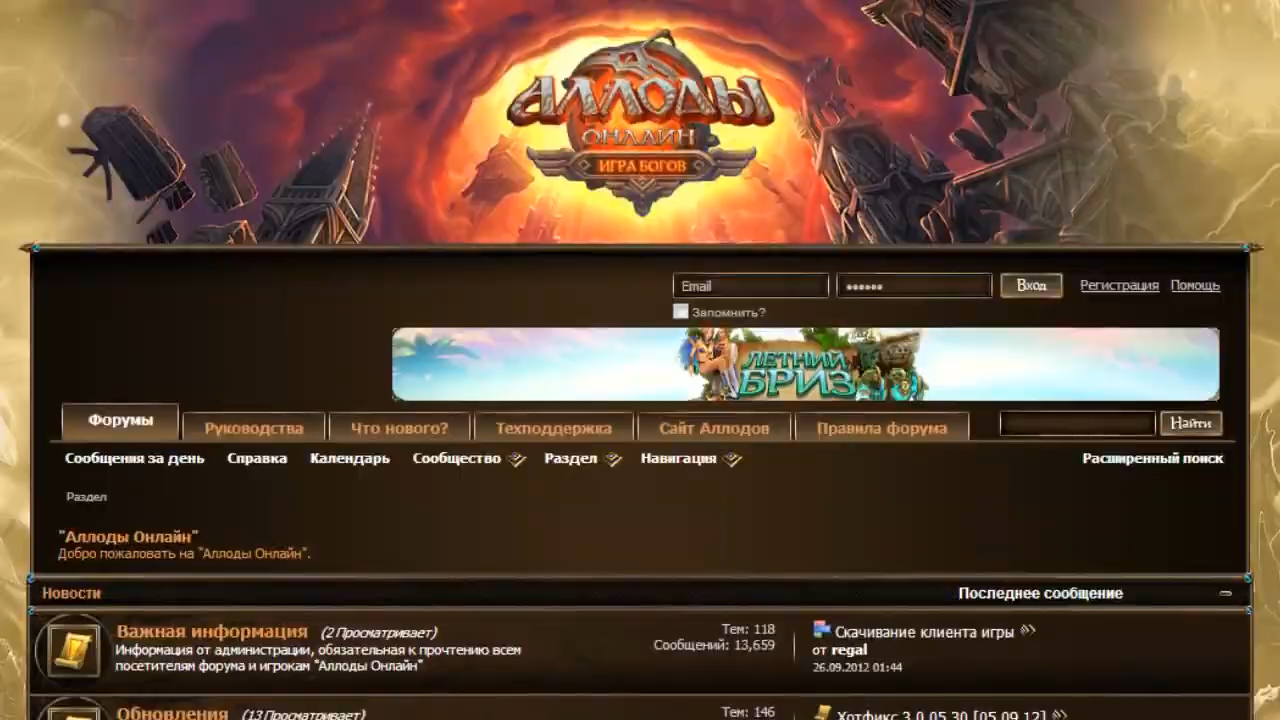 АЛЛОДЫ
ОНЛАЙН
ИГРА БОГОВ
Email
Вход
Регистрация
Помощь
Запомнить?
ЛЕТНИЙ
БРИЗ
Форумы
Руководства
Что нового?
Техподдержка
Сайт Аллодов
Правила форума
Найти
Сообщения за день
Справка
Календарь
Сообщество
Раздел
Навигация
Расширенный поиск
Раздел
"Аллоды Онлайн"
Добро пожаловать на "Аллоды Онлайн".
Новости
Последнее сообщение
Важная информация (2 Просматривает)
Информация от администрации, обязательная к прочтению всем
посетителям форума и игрокам "Аллоды Онлайн"
Тем: 118
Сообщений: 13,659
Скачивание клиента игры
от regal
26.09.2012 01:44
Обновления (13 Просматривает)
Тем: 146
Хотфикс 3.0.05.30 [05.09.12]